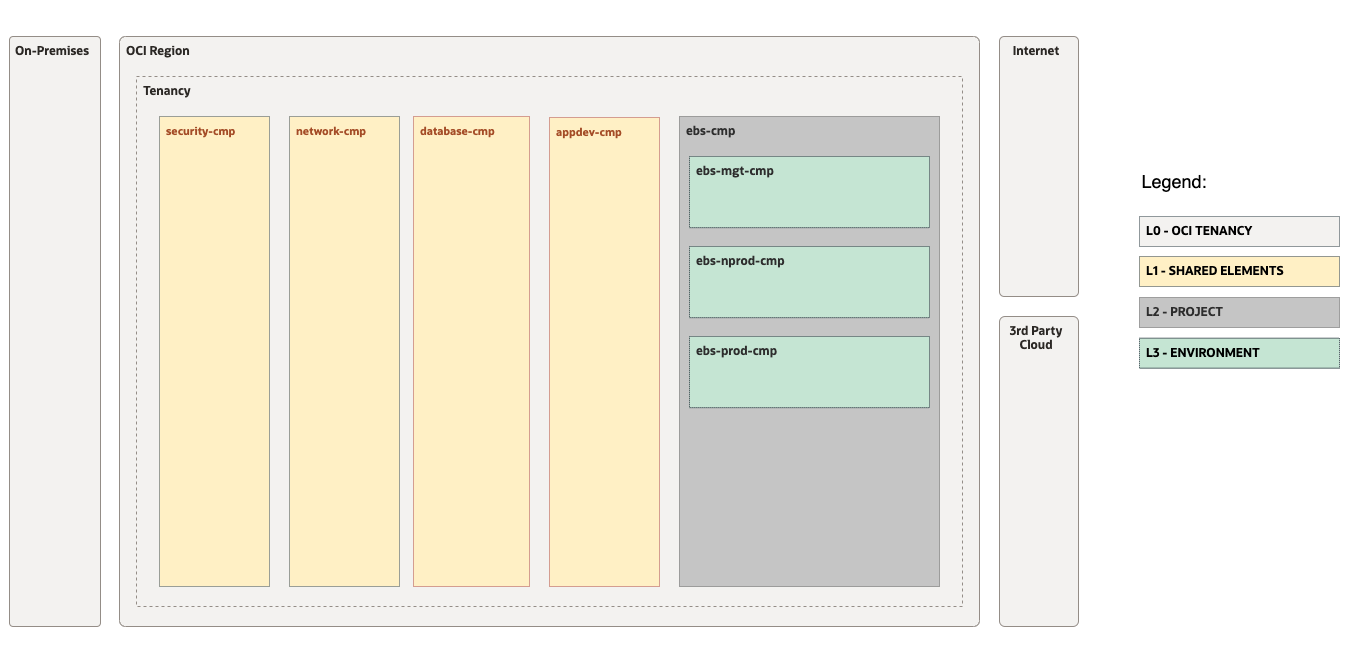 On-Premises
OCI Region
Tenancy
security-cmp
network-cmp
database-cmp
appdev-cmp
ebs-cmp
ebs-mgt-cmp
ebs-nprod-cmp
ebs-prod-cmp
Internet
3rd Party
Cloud
Legend:
L0 - OCI TENANCY
L1 - SHARED ELEMENTS
L2 - PROJECT
L3 - ENVIRONMENT